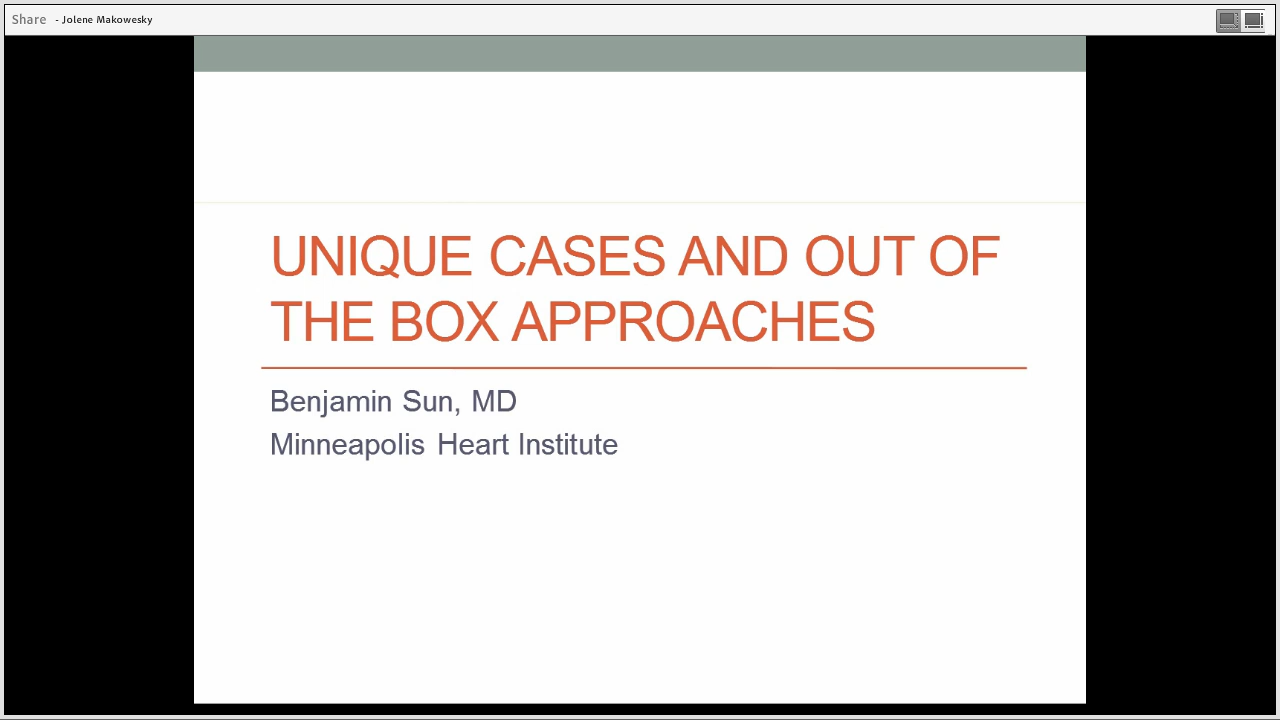 Share - Jolene Makowesky
UNIQUE CASES AND OUT OF
THE BOX APPROACHES
Benjamin Sun, MD
Minneapolis Heart Institute